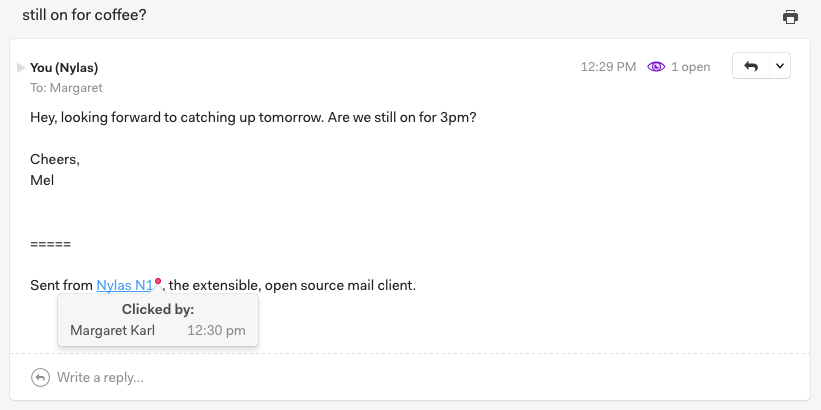 still on for coffee?
You (Nylas) 12:29 PM 1 open
To: Margaret
Hey, looking forward to catching up tomorrow. Are we still on for 3pm?
Cheers,
Mel
=====
Sent from Nylas N1, the extensible, open source mail client.
Clicked by:
Margaret Karl 12:30 pm
Write a reply...